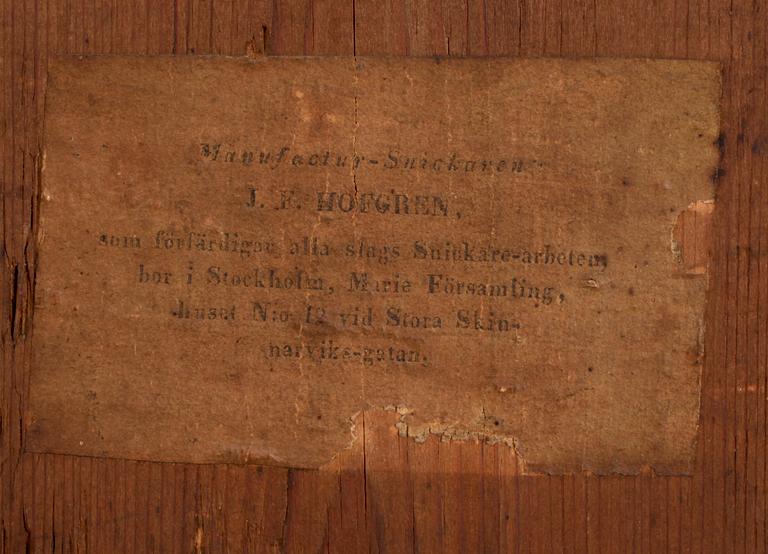 Manufactur-Snickaren
J. F. HOFGREN,
som förfärdigar alla slags Snickare-arbeten,
bor i Stockholm, Maria Församling,
huset N:o 12 vid Stora Skin-
narviks-gatan.